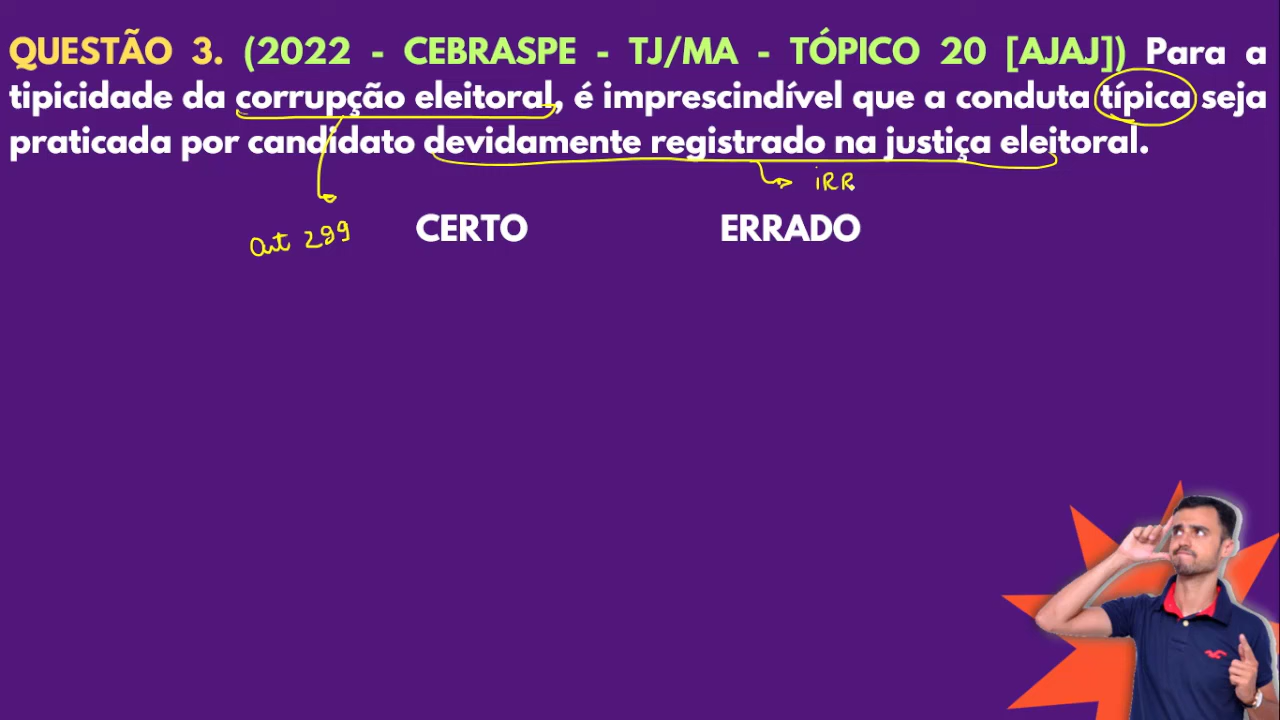 QUESTÃO 3. (2022 - CEBRASPE - TJ/MA - TÓPICO 20 [AJAJ]) Para a
tipicidade da corrupção eleitoral, é imprescindível que a conduta típica seja
praticada por candidato devidamente registrado na justiça eleitoral.
iRR
Art 299
CERTO ERRADO